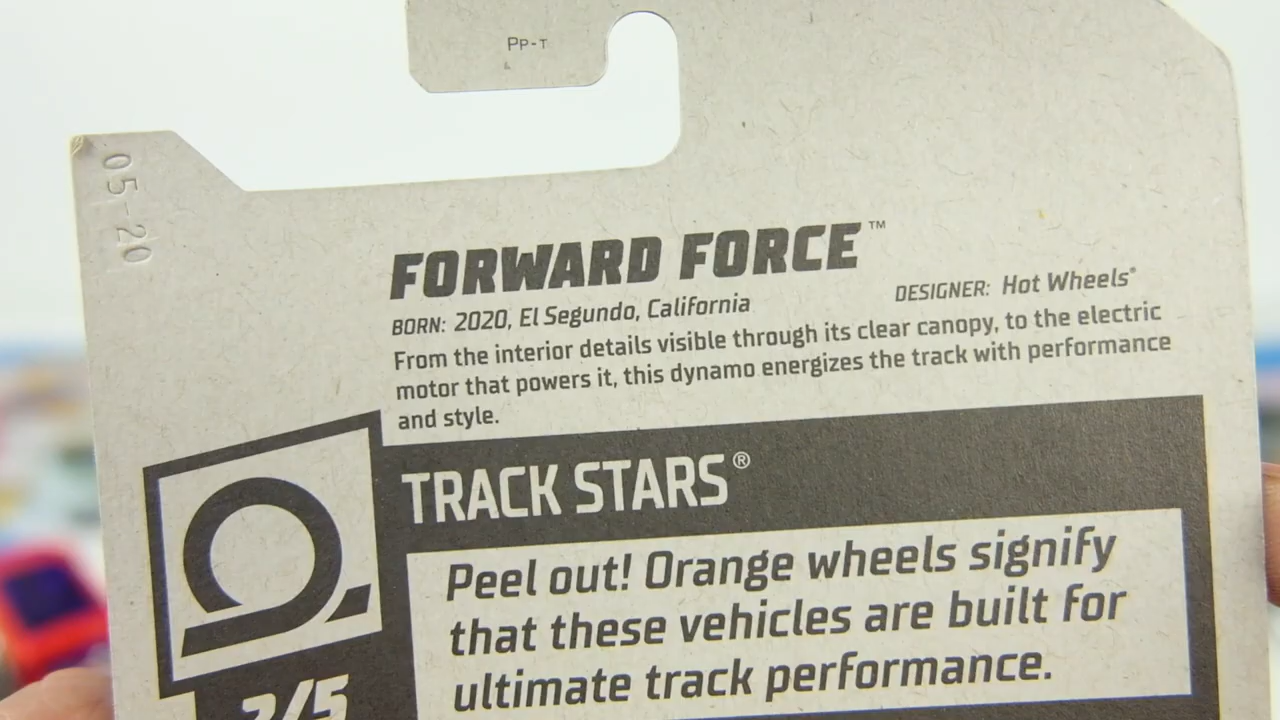 Pp-T
05-20
FORWARD FORCE™
BORN: 2020, El Segundo, California
DESIGNER: Hot Wheels®
From the interior details visible through its clear canopy, to the electric
motor that powers it, this dynamo energizes the track with performance
and style.
TRACK STARS®
Peel out! Orange wheels signify
that these vehicles are built for
ultimate track performance.
2/5